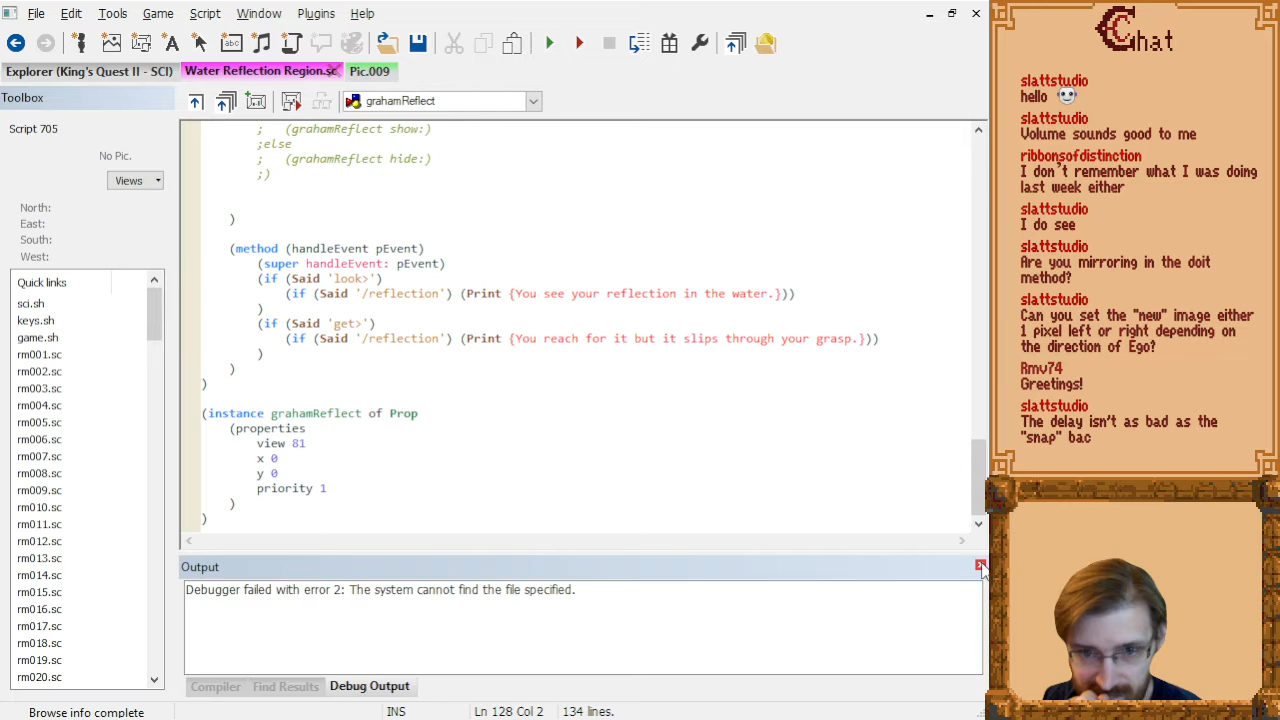 File Edit Tools Game Script Window Plugins Help
Explorer (King's Quest II - SCI) Water Reflection Region.sc Pic.009
Toolbox
grahamReflect
Script 705
No Pic.
Views
North:
East:
South:
West:
Quick links
sci.sh
keys.sh
game.sh
rm001.sc
rm002.sc
rm003.sc
rm004.sc
rm005.sc
rm006.sc
rm007.sc
rm008.sc
rm009.sc
rm010.sc
rm011.sc
rm012.sc
rm013.sc
rm014.sc
rm015.sc
rm016.sc
rm017.sc
rm018.sc
rm019.sc
rm020.sc
; (grahamReflect show:)
;else
; (grahamReflect hide:)
;)
)
(method (handleEvent pEvent)
(super handleEvent: pEvent)
(if (Said 'look>')
(if (Said '/reflection') (Print {You see your reflection in the water.}))
)
(if (Said 'get>')
(if (Said '/reflection') (Print {You reach for it but it slips through your grasp.}))
)
)
)
(instance grahamReflect of Prop
(properties
view 81
x 0
y 0
priority 1
)
)
Output
Debugger failed with error 2: The system cannot find the file specified.
Compiler Find Results Debug Output
Browse info complete INS Ln 128 Col 2 134 lines.
Chat
slattstudio
hello
slattstudio
Volume sounds good to me
ribbonsofdistinction
I don't remember what I was doing
last week either
slattstudio
I do see
slattstudio
Are you mirroring in the doit
method?
slattstudio
Can you set the "new" image either
1 pixel left or right depending on
the direction of Ego?
Rmv74
Greetings!
slattstudio
The delay isn't as bad as the
"snap" bac